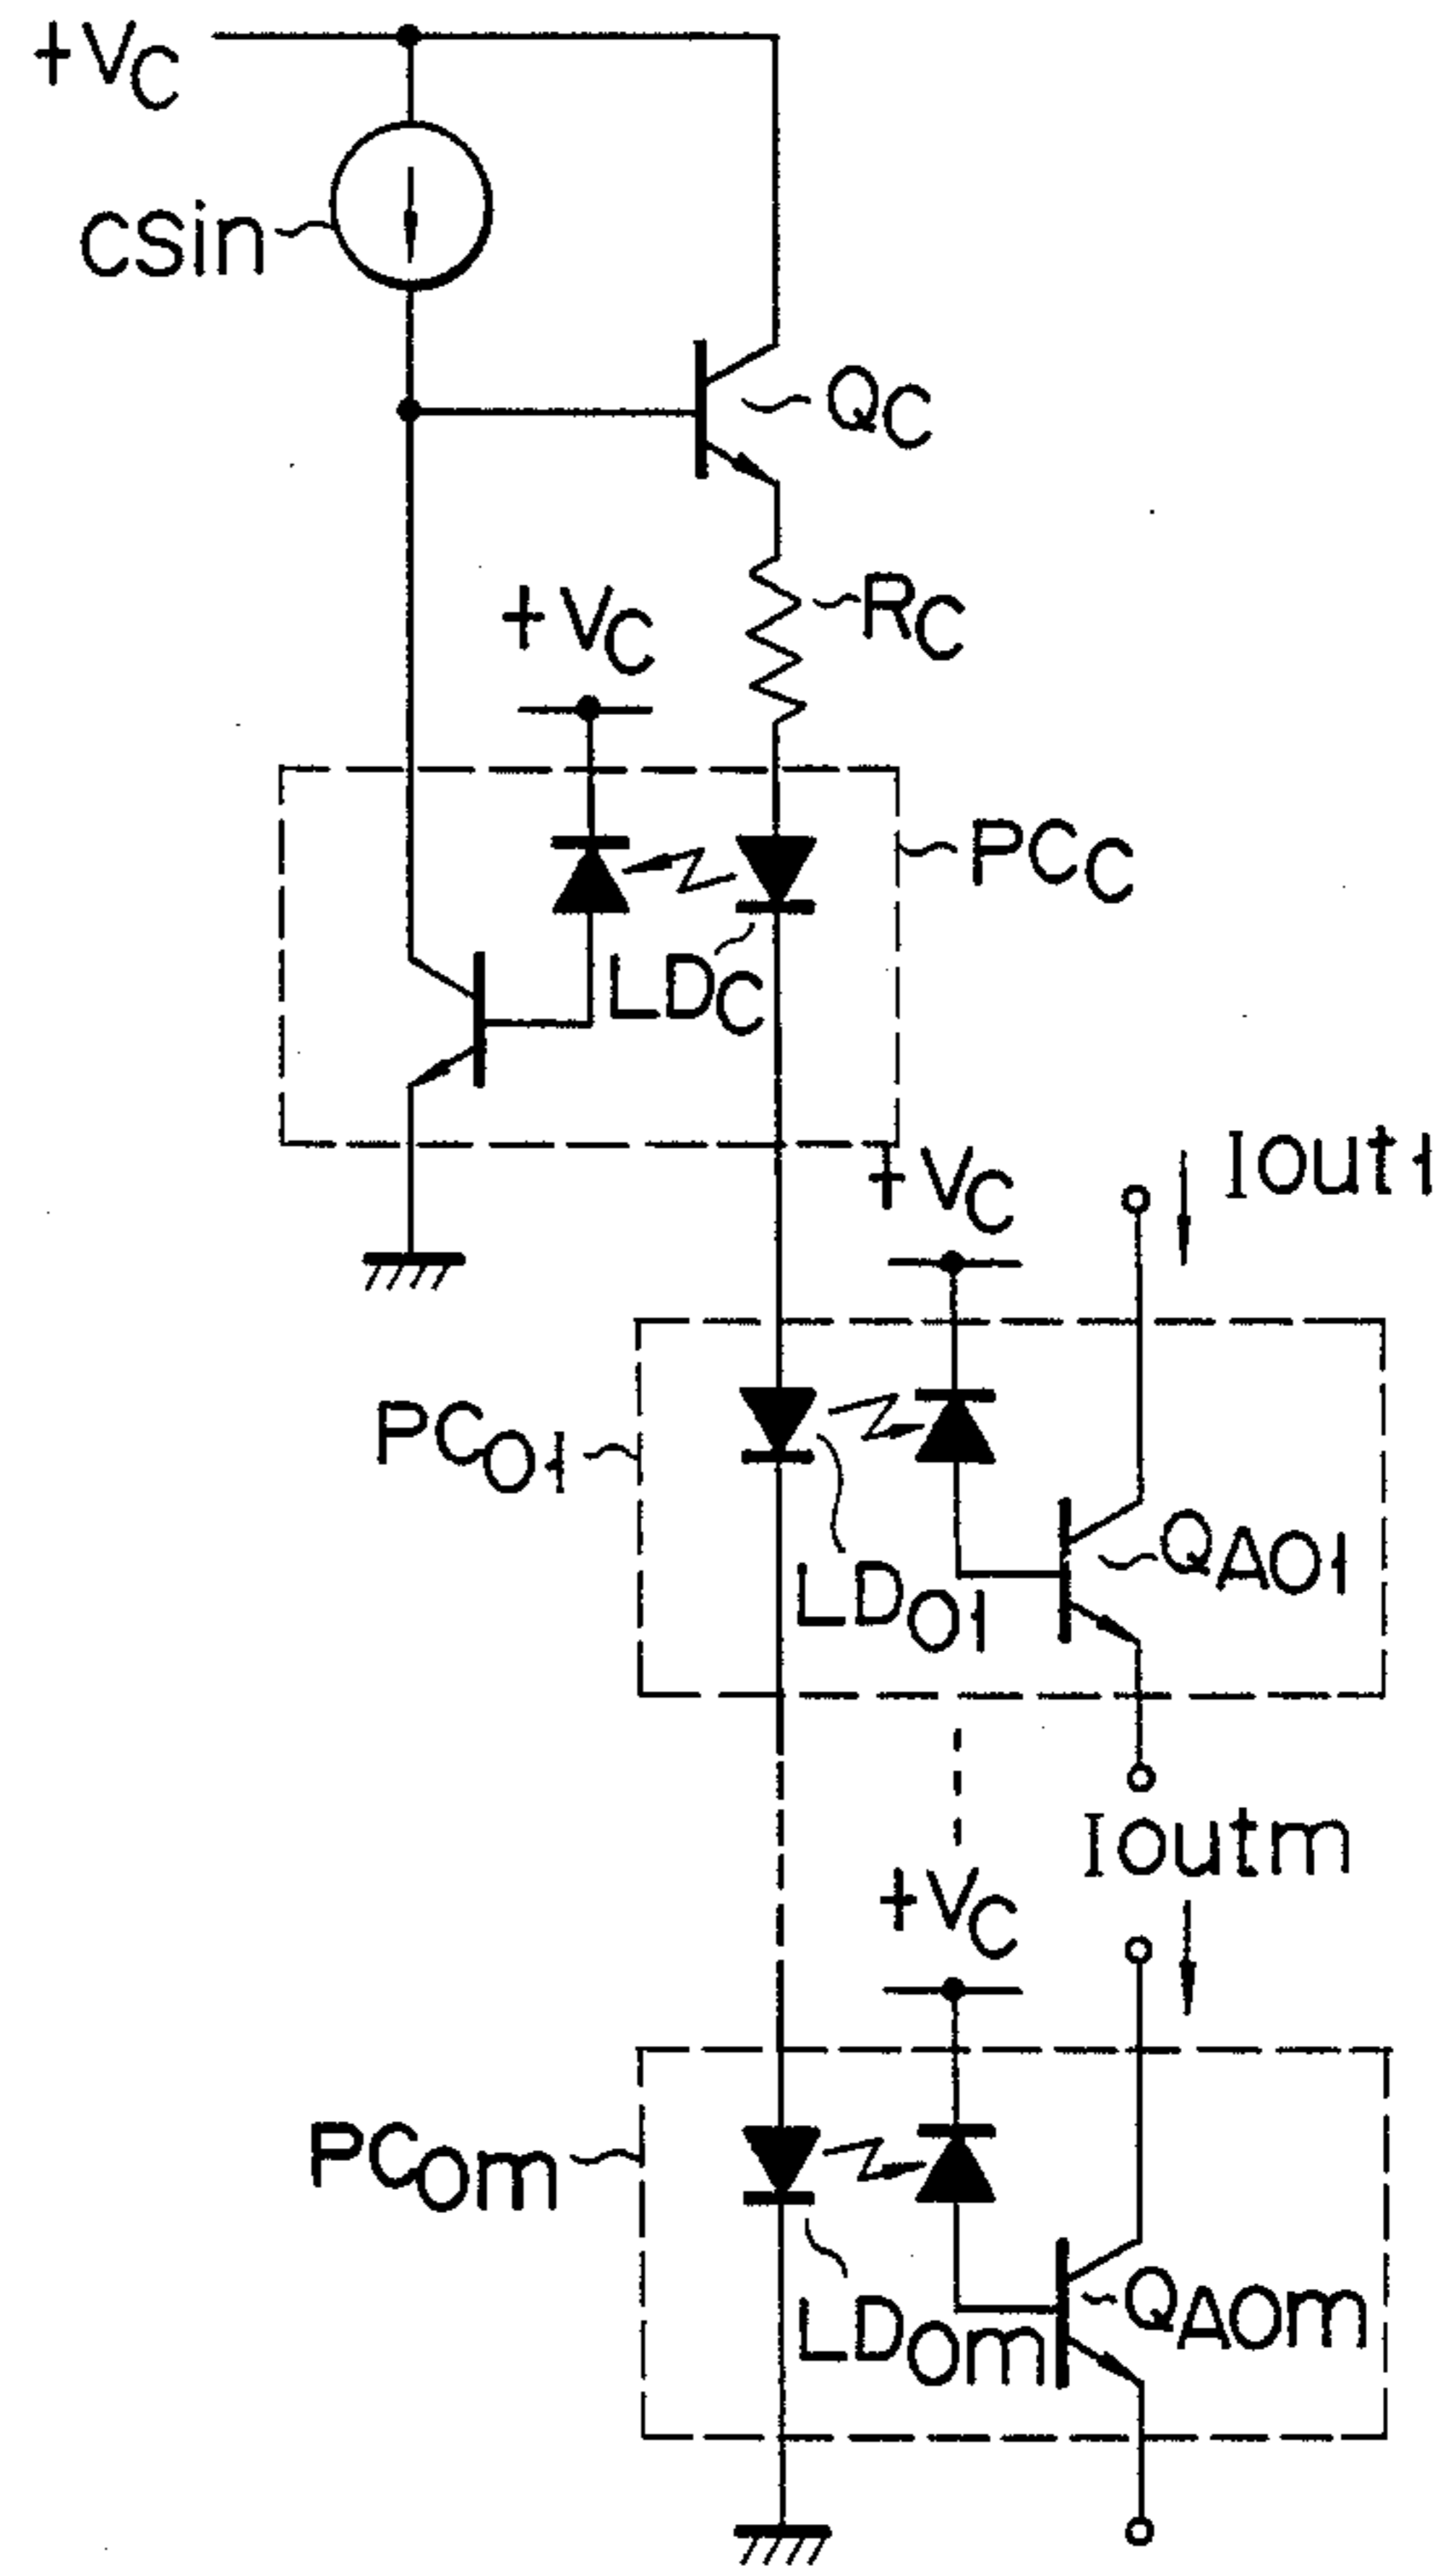 +VC
CSin
QC
RC
+VC
PCC
LDC
Iout1
+VC
PCO1
QAO1
LDO1
Ioutm
+VC
PCOm
QAOm
LDOm